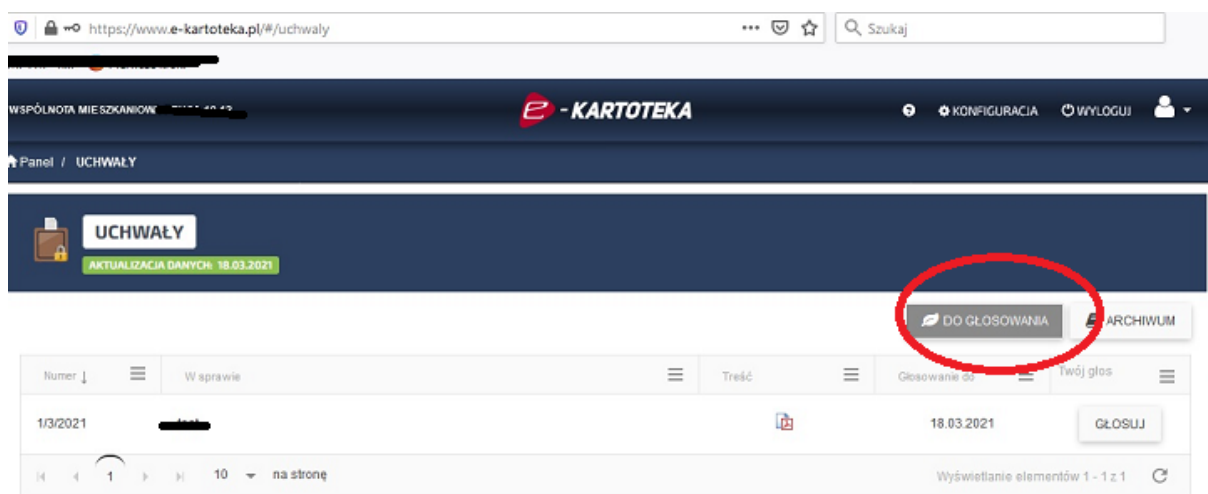 https://www.e-kartoteka.pl/#/uchwaly
Szukaj
WSPÓLNOTA MIESZKANIOW
e - KARTOTEKA
KONFIGURACJA
WYLOGUJ
Panel / UCHWAŁY
UCHWAŁY
AKTUALIZACJA DANYCH: 18.03.2021
DO GŁOSOWANIA
ARCHIWUM
Numer ↓ W sprawie Treść Głosowanie do Twój głos
1/3/2021 18.03.2021 GŁOSUJ
1 10 na stronę Wyświetlanie elementów 1 - 1 z 1